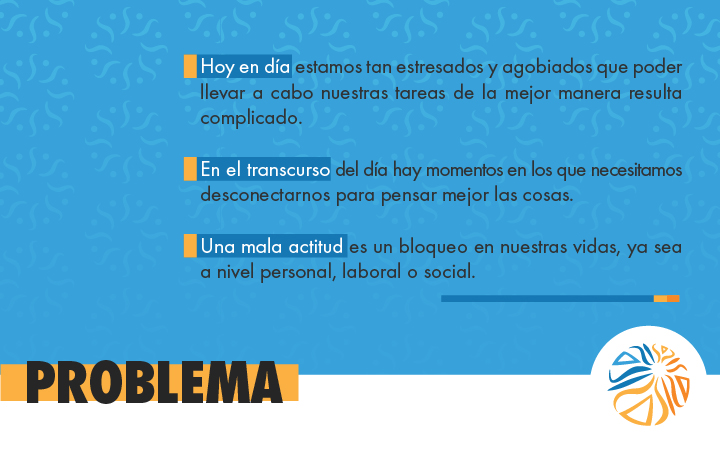 Hoy en día estamos tan estresados y agobiados que poder
llevar a cabo nuestras tareas de la mejor manera resulta
complicado.
En el transcurso del día hay momentos en los que necesitamos
desconectarnos para pensar mejor las cosas.
Una mala actitud es un bloqueo en nuestras vidas, ya sea
a nivel personal, laboral o social.
PROBLEMA